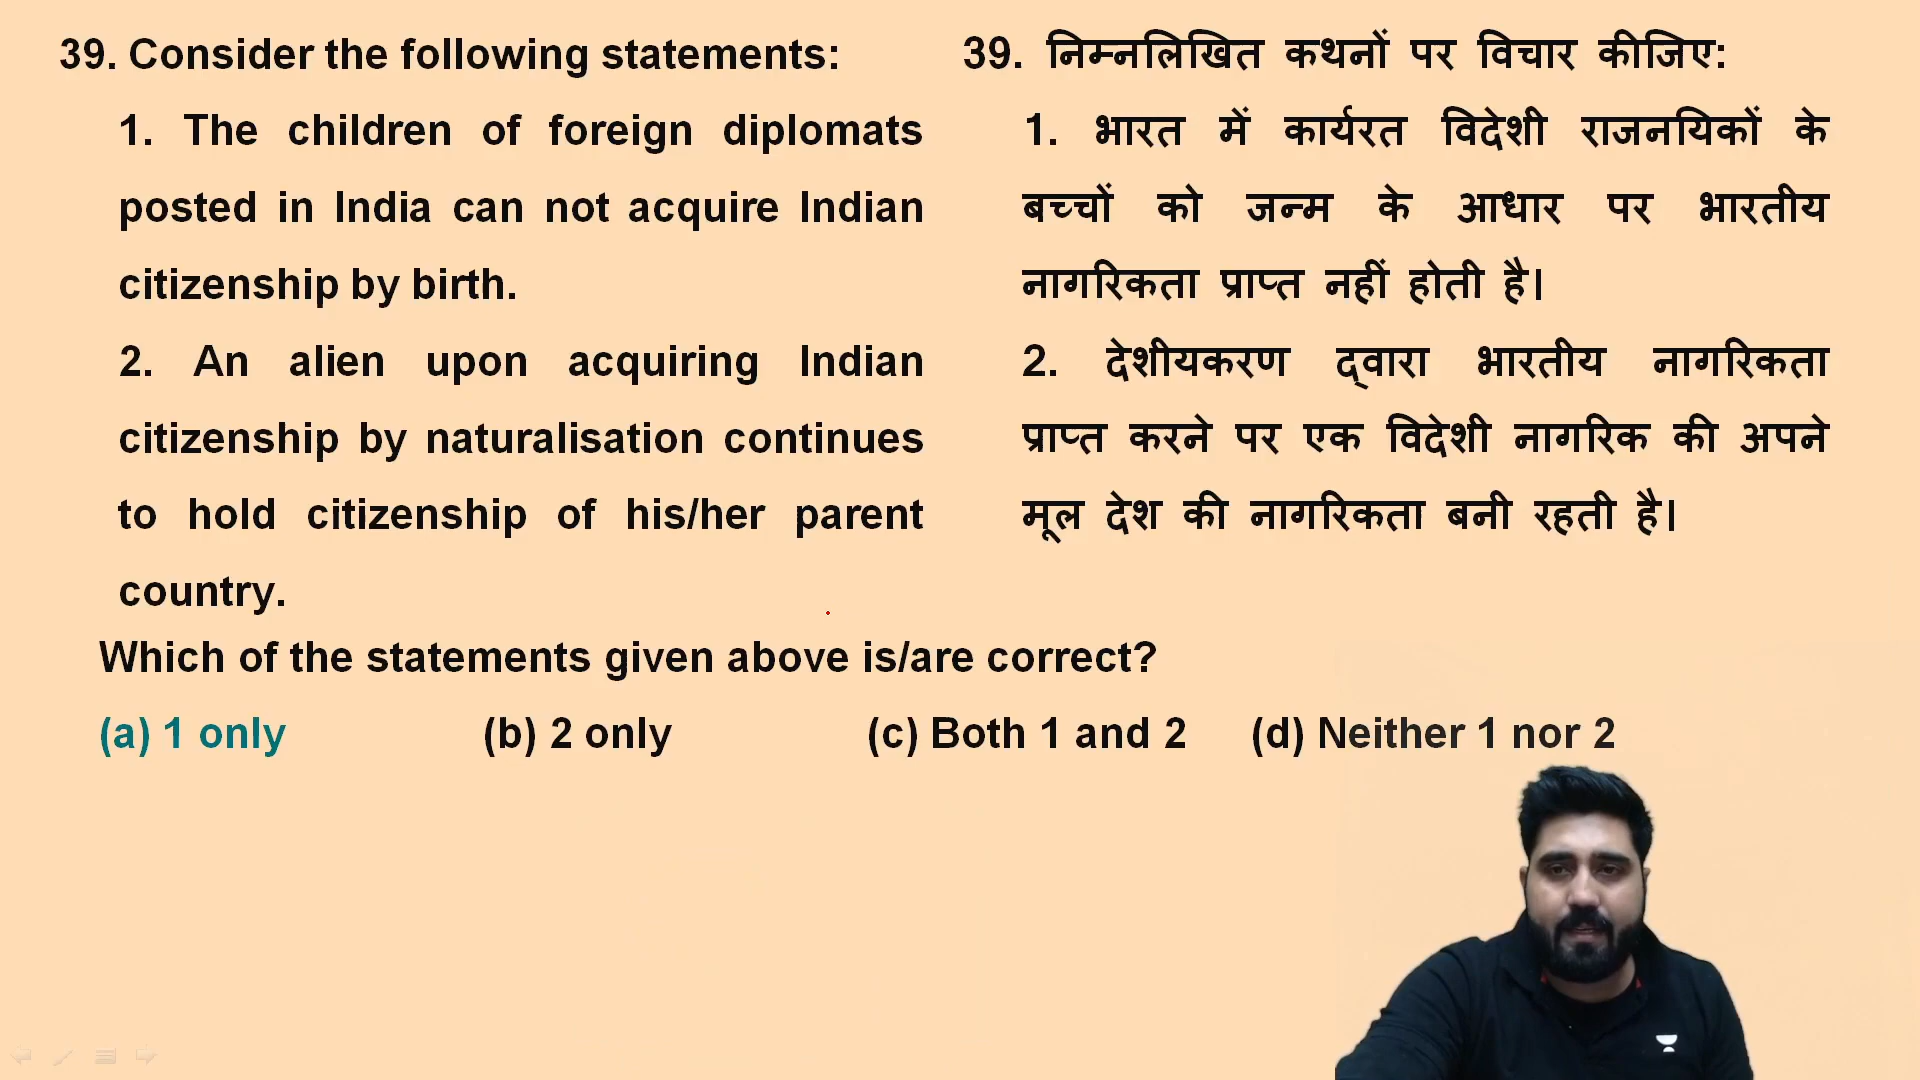 39. Consider the following statements:
1. The children of foreign diplomats
posted in India can not acquire Indian
citizenship by birth.
2. An alien upon acquiring Indian
citizenship by naturalisation continues
to hold citizenship of his/her parent
country.
39. निम्नलिखित कथनों पर विचार कीजिए:
1. भारत में कार्यरत विदेशी राजनयिकों के
बच्चों को जन्म के आधार पर भारतीय
नागरिकता प्राप्त नहीं होती है।
2. देशीयकरण द्वारा भारतीय नागरिकता
प्राप्त करने पर एक विदेशी नागरिक की अपने
मूल देश की नागरिकता बनी रहती है।
Which of the statements given above is/are correct?
(a) 1 only (b) 2 only (c) Both 1 and 2 (d) Neither 1 nor 2